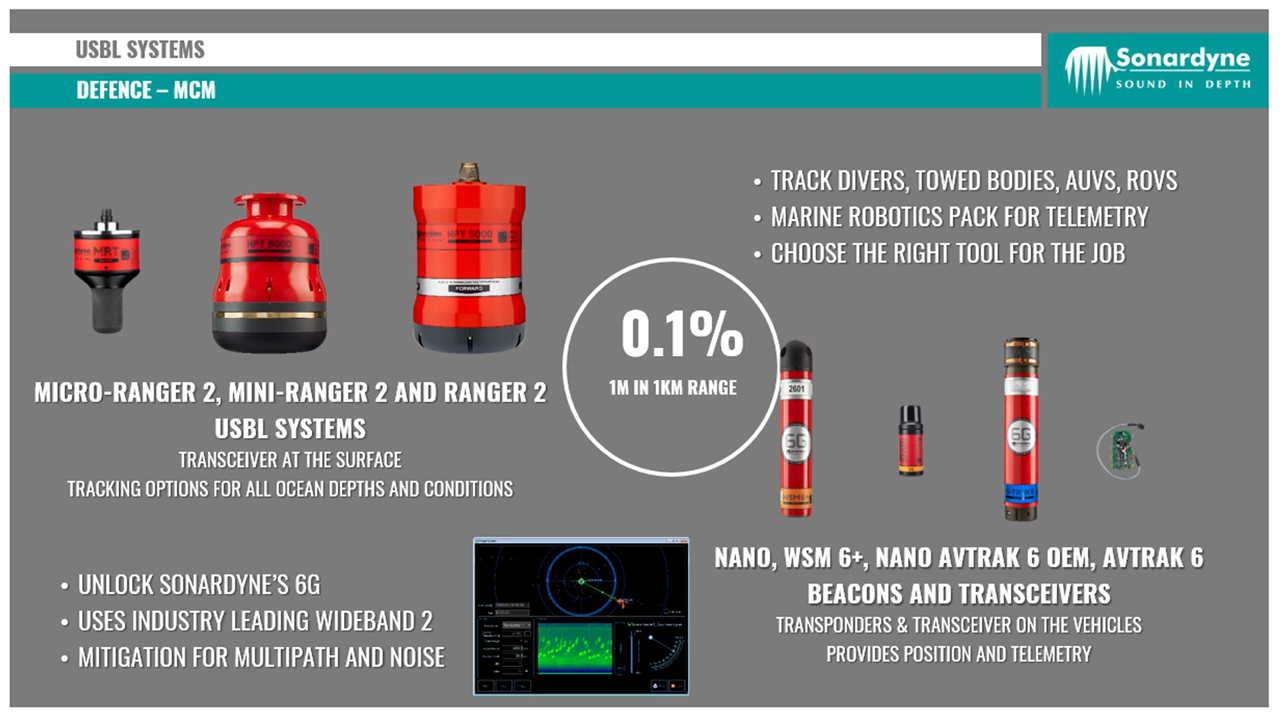 USBL SYSTEMS
DEFENCE – MCM
Sonardyne
SOUND IN DEPTH
MRT
HPT 3000
HPT 5000
FORWARD
MICRO-RANGER 2, MINI-RANGER 2 AND RANGER 2
USBL SYSTEMS
TRANSCEIVER AT THE SURFACE
TRACKING OPTIONS FOR ALL OCEAN DEPTHS AND CONDITIONS
• UNLOCK SONARDYNE’S 6G
• USES INDUSTRY LEADING WIDEBAND 2
• MITIGATION FOR MULTIPATH AND NOISE
0.1%
1M IN 1KM RANGE
• TRACK DIVERS, TOWED BODIES, AUVS, ROVS
• MARINE ROBOTICS PACK FOR TELEMETRY
• CHOOSE THE RIGHT TOOL FOR THE JOB
2601
6G
6G
NANO, WSM 6+, NANO AVTRAK 6 OEM, AVTRAK 6
BEACONS AND TRANSCEIVERS
TRANSPONDERS & TRANSCEIVER ON THE VEHICLES
PROVIDES POSITION AND TELEMETRY